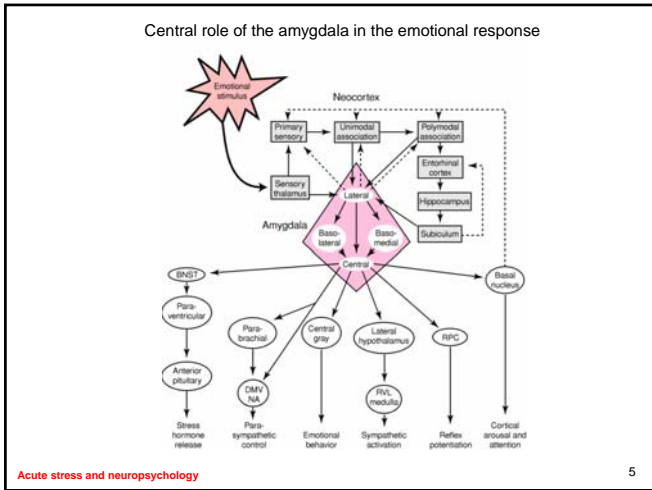 Central role of the amygdala in the emotional response
Emotional
stimulus
Neocortex
Primary
sensory
Unimodal
association
Polymodal
association
Entorhinal
cortex
Sensory
thalamus
Lateral
Hippocampus
Amygdala
Baso-
lateral
Baso-
medial
Subiculum
Central
BNST
Basal
nucleus
Para-
ventricular
Para-
brachial
Central
gray
Lateral
hypothalamus
RPC
Anterior
pituitary
DMV
NA
RVL
medulla
Stress
hormone
release
Para-
sympathetic
control
Emotional
behavior
Sympathetic
activation
Reflex
potentiation
Cortical
arousal and
attention
Acute stress and neuropsychology
5